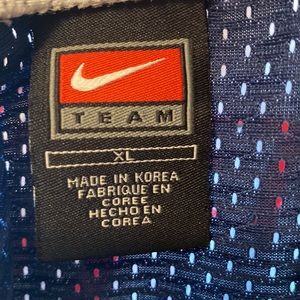 TEAM
XL
MADE IN KOREA
FABRIQUE EN
COREE
HECHO EN
COREA